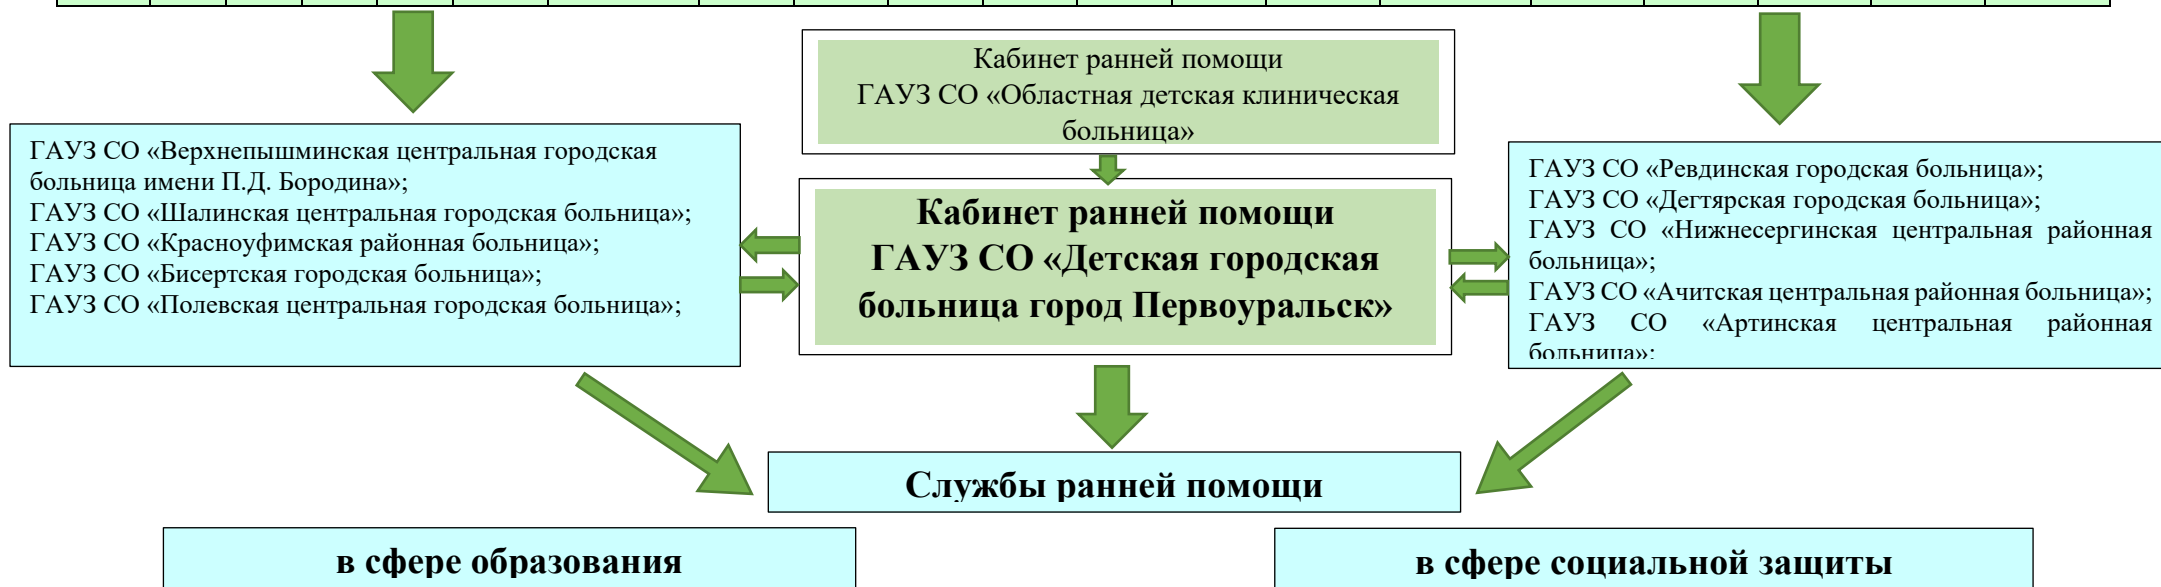 Кабинет ранней помощи
ГАУЗ СО «Областная детская клиническая
больница»
ГАУЗ СО «Верхнепышминская центральная городская
больница имени П.Д. Бородина»;
ГАУЗ СО «Шалинская центральная городская больница»;
ГАУЗ СО «Красноуфимская районная больница»;
ГАУЗ СО «Бисертская городская больница»;
ГАУЗ СО «Полевская центральная городская больница»;
Кабинет ранней помощи
ГАУЗ СО «Детская городская
больница город Первоуральск»
ГАУЗ СО «Ревдинская городская больница»;
ГАУЗ СО «Дегтярская городская больница»;
ГАУЗ СО «Нижнесергинская центральная районная
больница»;
ГАУЗ СО «Ачитская центральная районная больница»;
ГАУЗ СО «Артинская центральная районная
больница»;
Службы ранней помощи
в сфере образования
в сфере социальной защиты